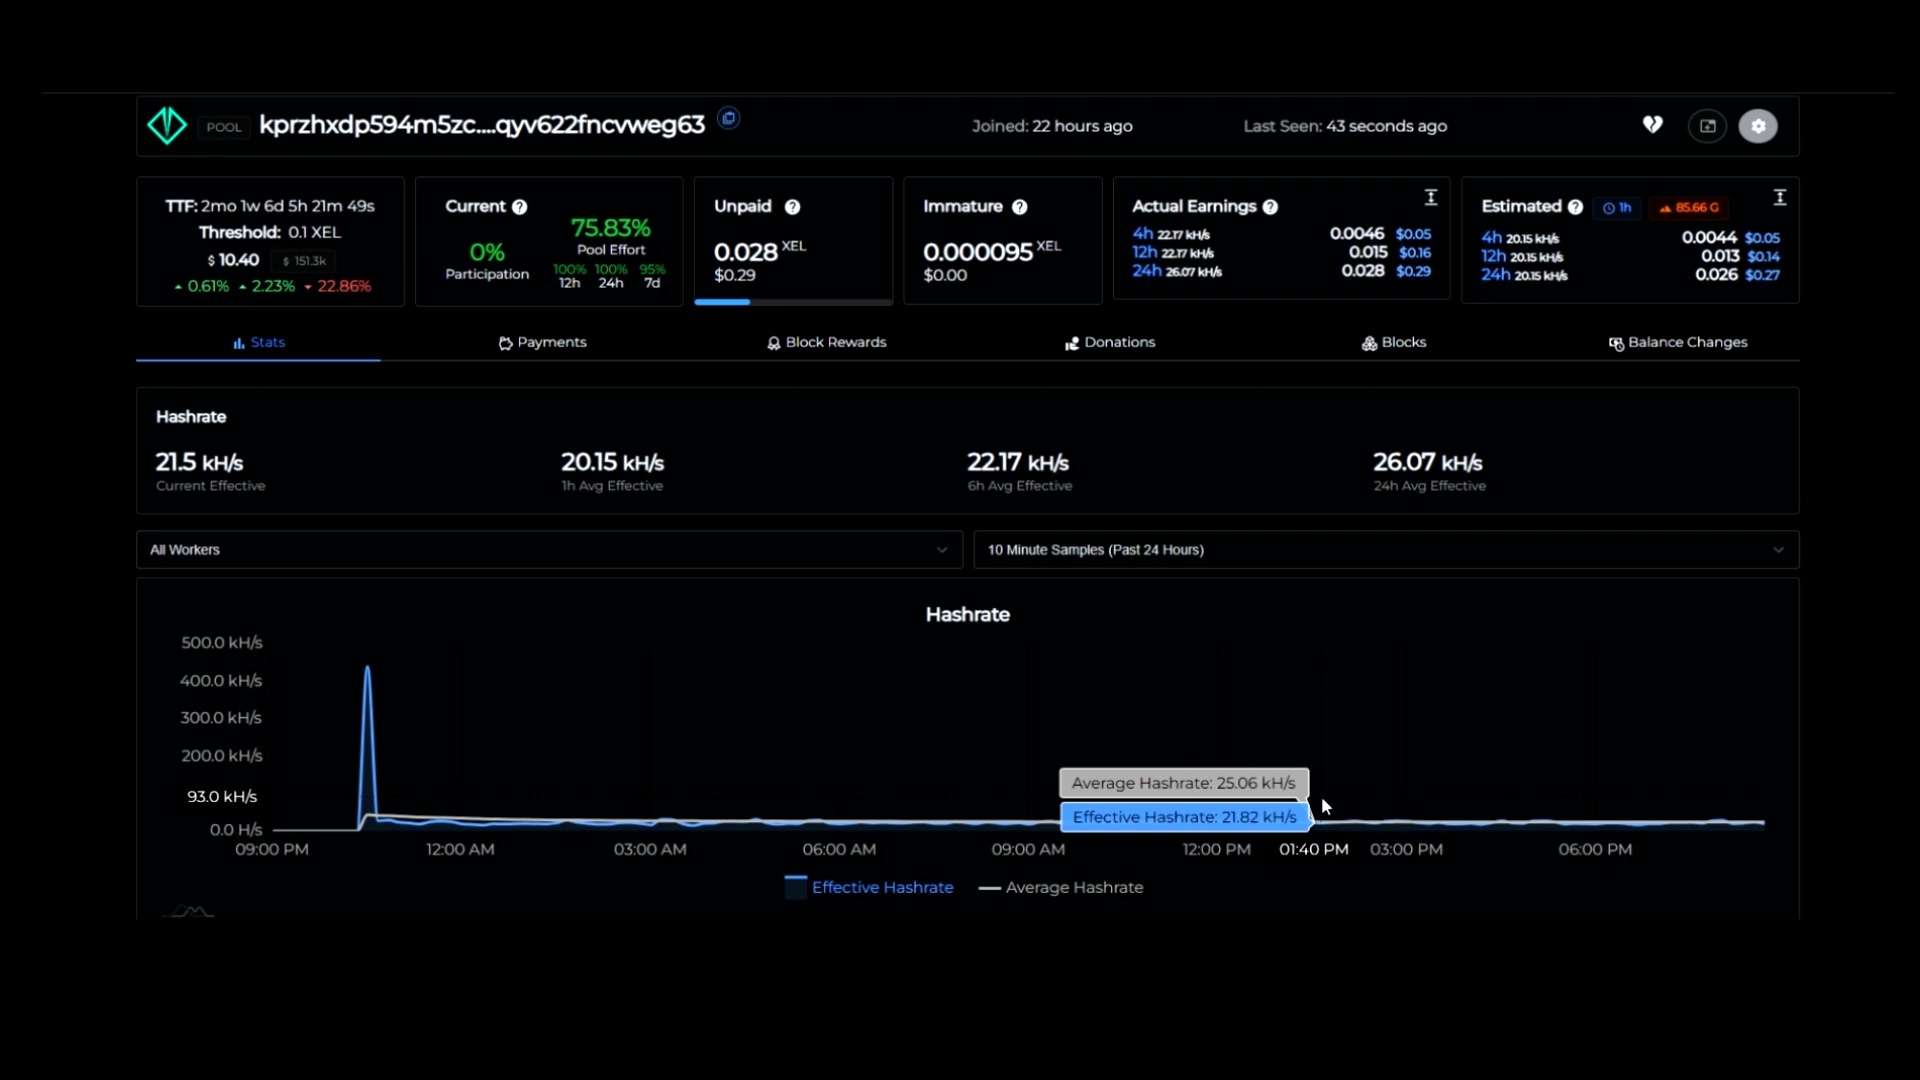 POOL kprzhxdp594m5zc....qyv622fncvweg63 Joined: 22 hours ago Last Seen: 43 seconds ago
TTF: 2mo 1w 6d 5h 21m 49s
Threshold: 0.1 XEL
$ 10.40 $ 151.3k
0.61% 2.23% 22.86%
Current ?
0%
Participation
75.83%
Pool Effort
100% 100% 95%
12h 24h 7d
Unpaid ?
0.028 XEL
$0.29
Immature ?
0.000095 XEL
$0.00
Actual Earnings ?
4h 22.17 kH/s 0.0046 $0.05
12h 22.17 kH/s 0.015 $0.16
24h 26.07 kH/s 0.028 $0.29
Estimated ? 1h 85.66 G
4h 20.15 kH/s 0.0044 $0.05
12h 20.15 kH/s 0.013 $0.14
24h 20.15 kH/s 0.026 $0.27
Stats Payments Block Rewards Donations Blocks Balance Changes
Hashrate
21.5 kH/s 20.15 kH/s 22.17 kH/s 26.07 kH/s
Current Effective 1h Avg Effective 6h Avg Effective 24h Avg Effective
All Workers 10 Minute Samples (Past 24 Hours)
Hashrate
500.0 kH/s
400.0 kH/s
300.0 kH/s
200.0 kH/s
93.0 kH/s
0.0 H/s
Average Hashrate: 25.06 kH/s
Effective Hashrate: 21.82 kH/s
09:00 PM 12:00 AM 03:00 AM 06:00 AM 09:00 AM 12:00 PM 01:40 PM 03:00 PM 06:00 PM
Effective Hashrate Average Hashrate